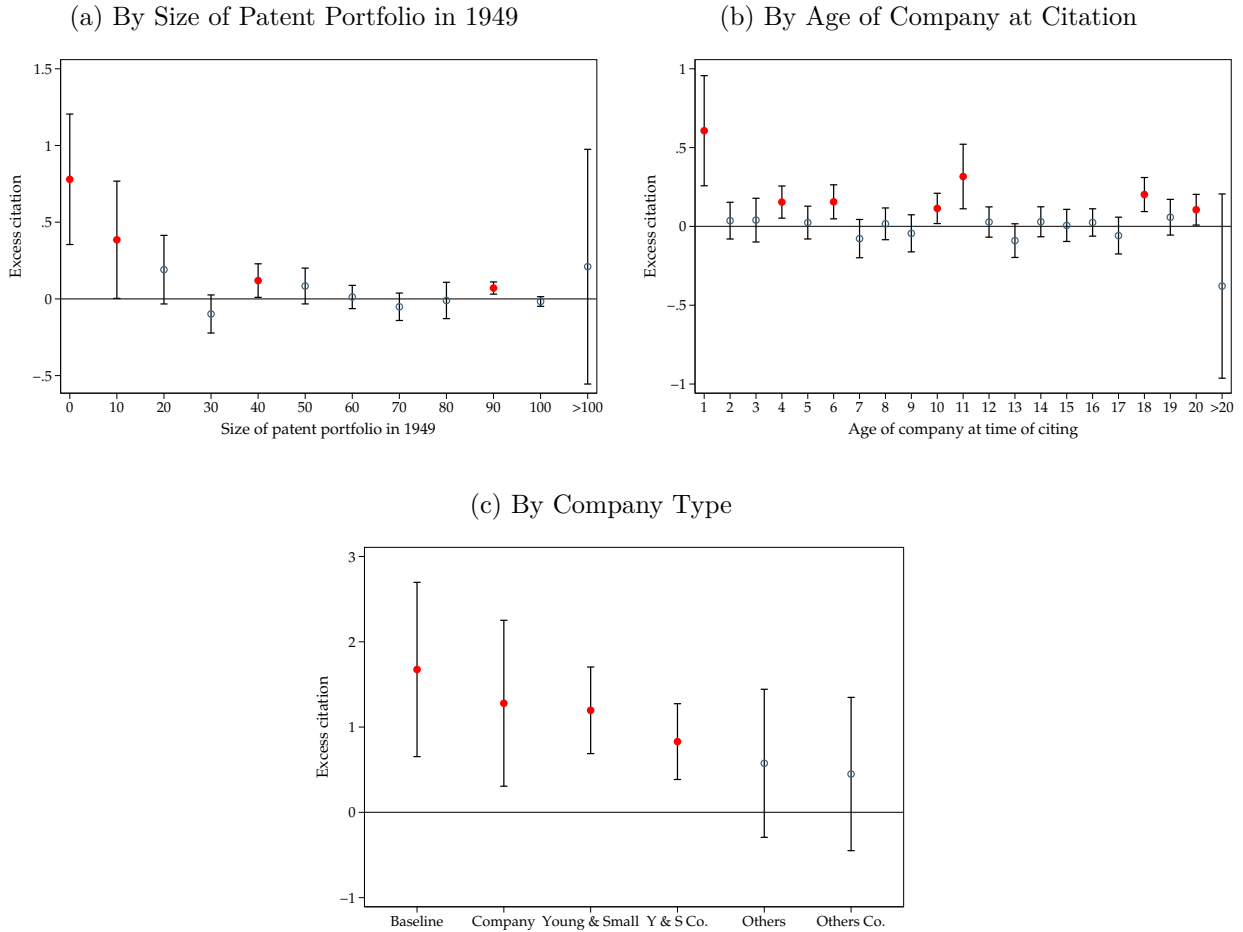 (a) By Size of Patent Portfolio in 1949
1.5
1
.5
0
−.5
Excess citation
0 10 20 30 40 50 60 70 80 90 100 >100
Size of patent portfolio in 1949
(b) By Age of Company at Citation
1
.5
0
−.5
−1
Excess citation
1 2 3 4 5 6 7 8 9 10 11 12 13 14 15 16 17 18 19 20 >20
Age of company at time of citing
(c) By Company Type
3
2
1
0
−1
Excess citation
Baseline Company Young & Small Y & S Co. Others Others Co.